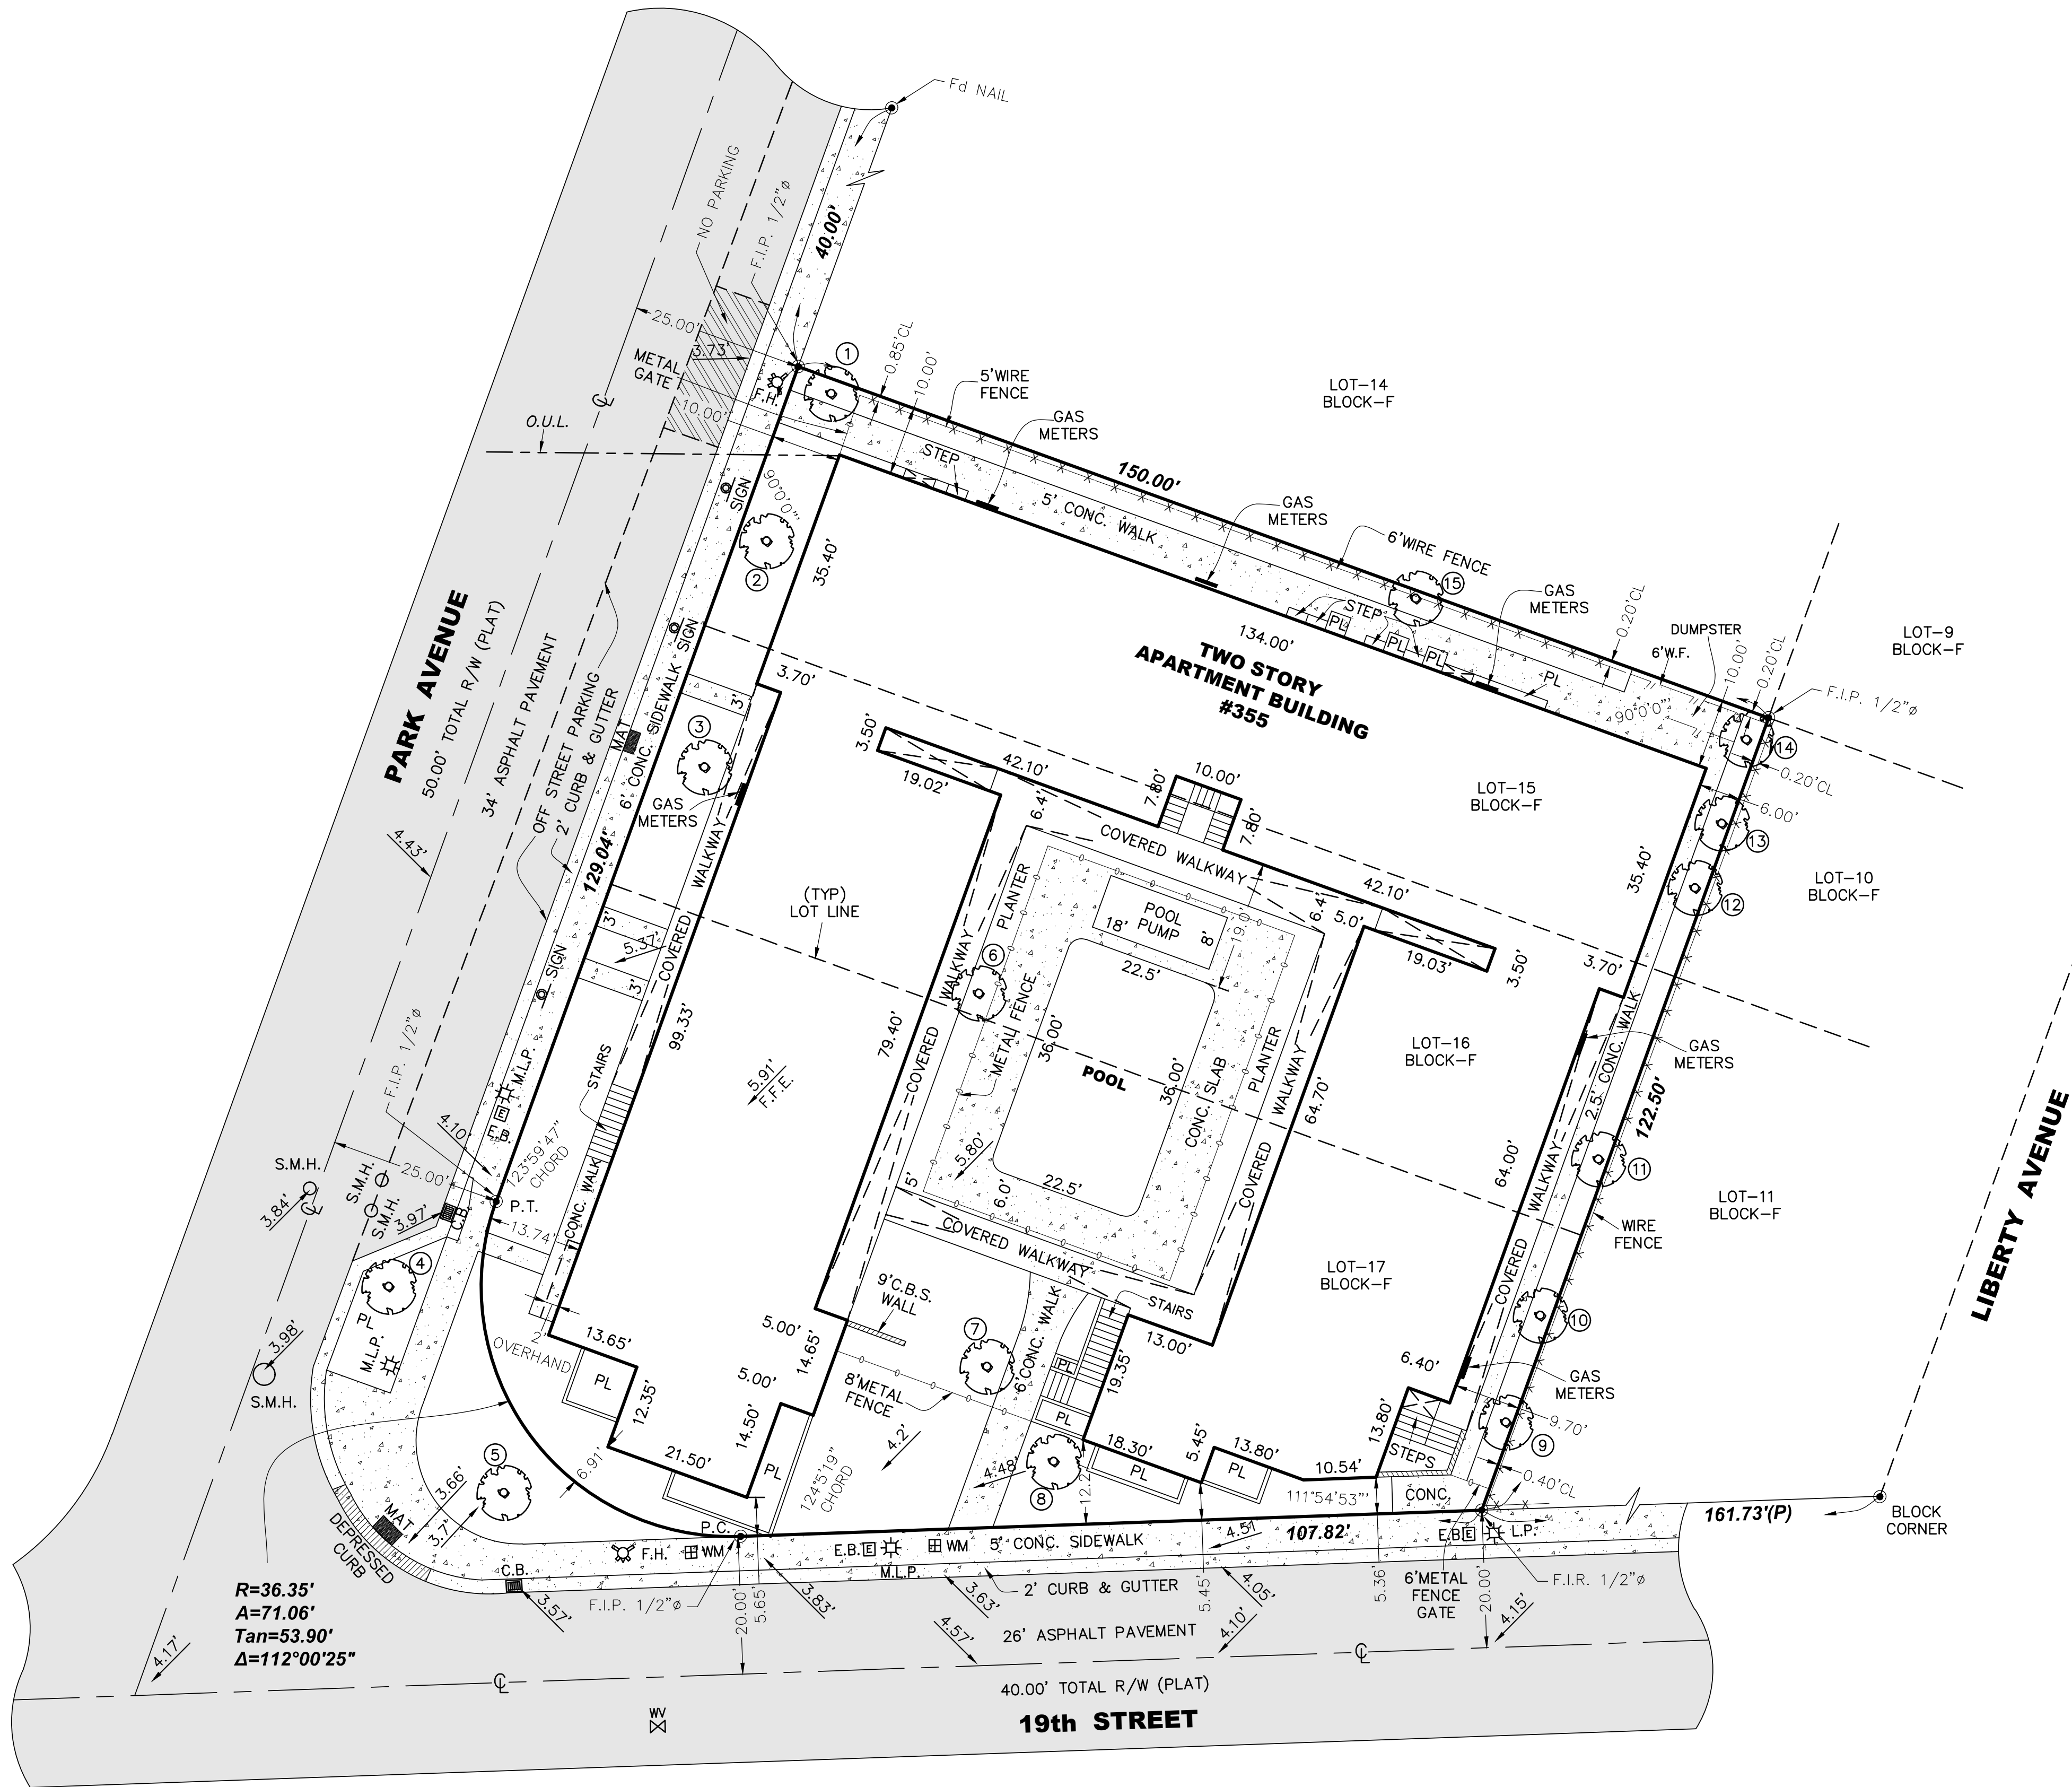 Fd NAIL
NO PARKING
F.I.P. 1/2"ø
40.00'
25.00'
3.73'
METAL
GATE
10.00'
F.H.
1
0.85'CL
10.00'
5'WIRE
FENCE
GAS
METERS
LOT-14
BLOCK-F
O.U.L.
STEP
150.00'
5' CONC. WALK
SIGN
90°0'0"'
2
GAS
METERS
6'WIRE FENCE
15
GAS
METERS
STEP
PL
PL
PL
PL
0.20'CL
DUMPSTER
6'W.F.
10.00'
0.20'CL
LOT-9
BLOCK-F
F.I.P. 1/2"ø
90°0'0"'
14
0.20'CL
6.00'
13
12
35.40'
134.00'
TWO STORY
APARTMENT BUILDING
#355
PARK AVENUE
50.00' TOTAL R/W (PLAT)
34' ASPHALT PAVEMENT
OFF STREET PARKING
2' CURB & GUTTER
MAT
6' CONC. SIDEWALK
SIGN
129.04'
4.43'
3.70'
3'
3
GAS
METERS
COVERED
WALKWAY
3.50'
19.02'
42.10'
6.4'
7.80'
10.00'
7.80'
COVERED WALKWAY
42.10'
6.4'
5.0'
19.03'
3.50'
3.70'
35.40'
LOT-15
BLOCK-F
LOT-10
BLOCK-F
(TYP)
LOT LINE
3'
5.37'
3'
SIGN
PLANTER
POOL
PUMP
18'
8'
19.0'
22.5'
6
WALKWAY
COVERED
METAL FENCE
36.00'
POOL
36.00'
CONC. SLAB
PLANTER
WALKWAY
COVERED
64.70'
79.40'
99.33'
5.91'
F.F.E.
5.80'
5'
6.0'
22.5'
COVERED WALKWAY
STAIRS
CONC. WALK
LOT-16
BLOCK-F
GAS
METERS
2.5' CONC. WALK
122.50'
11
64.00'
WALKWAY
COVERED
WIRE
FENCE
LOT-11
BLOCK-F
LOT-17
BLOCK-F
LIBERTY AVENUE
F.I.P. 1/2"ø
M.L.P.
E
E.B.
4.10'
123°59'47"
CHORD
25.00'
S.M.H.
S.M.H.
S.M.H.
3.84'
3.97'
C.B.
P.T.
13.74'
4
PL
M.L.P.
3.98'
S.M.H.
2'
OVERHAND
13.65'
PL
12.35'
21.50'
5.00'
14.65'
5.00'
14.50'
PL
9'C.B.S.
WALL
8'METAL
FENCE
7
6'CONC. WALK
STAIRS
PL
19.35'
13.00'
PL
10
GAS
METERS
6.40'
9
9.70'
0.40'CL
13.80'
STEPS
18.30'
PL
5.45'
13.80'
PL
10.54'
111°54'53"'
CONC.
8
4.48'
12.2'
4.2'
124°5'19"
CHORD
6.91'
5
3.66'
3.7'
MAT.
DEPRESSED
CURB
P.C.
F.H.
WM
E.B.
E
WM
5' CONC. SIDEWALK
4.51'
107.82'
E.B.
E
L.P.
161.73'(P)
BLOCK
CORNER
C.B.
3.57'
F.I.P. 1/2"ø
20.00'
5.65'
3.83'
M.L.P.
3.63'
2' CURB & GUTTER
5.45'
4.05'
4.10'
5.36'
6'METAL
FENCE
GATE
20.00'
F.I.R. 1/2"ø
4.15'
R=36.35'
A=71.06'
Tan=53.90'
Δ=112°00'25"
4.17'
4.57'
26' ASPHALT PAVEMENT
40.00' TOTAL R/W (PLAT)
WV
19th STREET
35.40'